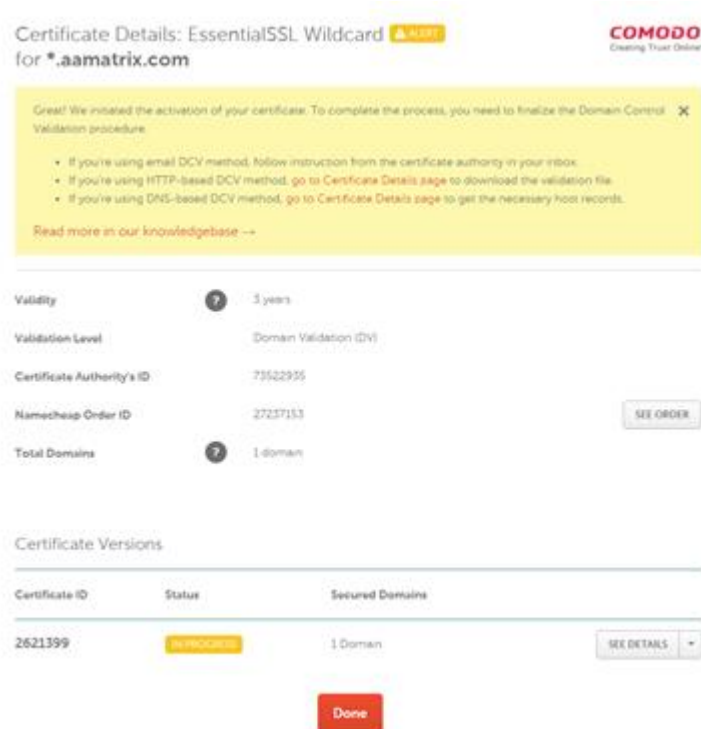 Certificate Details: EssentialSSL Wildcard ALERT
for *.aamatrix.com
COMODO
Creating Trust Online
Great! We initiated the activation of your certificate. To complete the process, you need to finalize the Domain Control
Validation procedure.
If you're using email DCV method, follow instruction from the certificate authority in your inbox.
If you're using HTTP-based DCV method, go to Certificate Details page to download the validation file.
If you're using DNS-based DCV method, go to Certificate Details page to get the necessary host records.
Read more in our knowledgebase →
Validity ? 3 years
Validation Level Domain Validation (DV)
Certificate Authority's ID 73522935
Namecheap Order ID 27237153 SEE ORDER
Total Domains ? 1 domain
Certificate Versions
Certificate ID Status Secured Domains
2621399 IN PROGRESS 1 Domain SEE DETAILS
Done